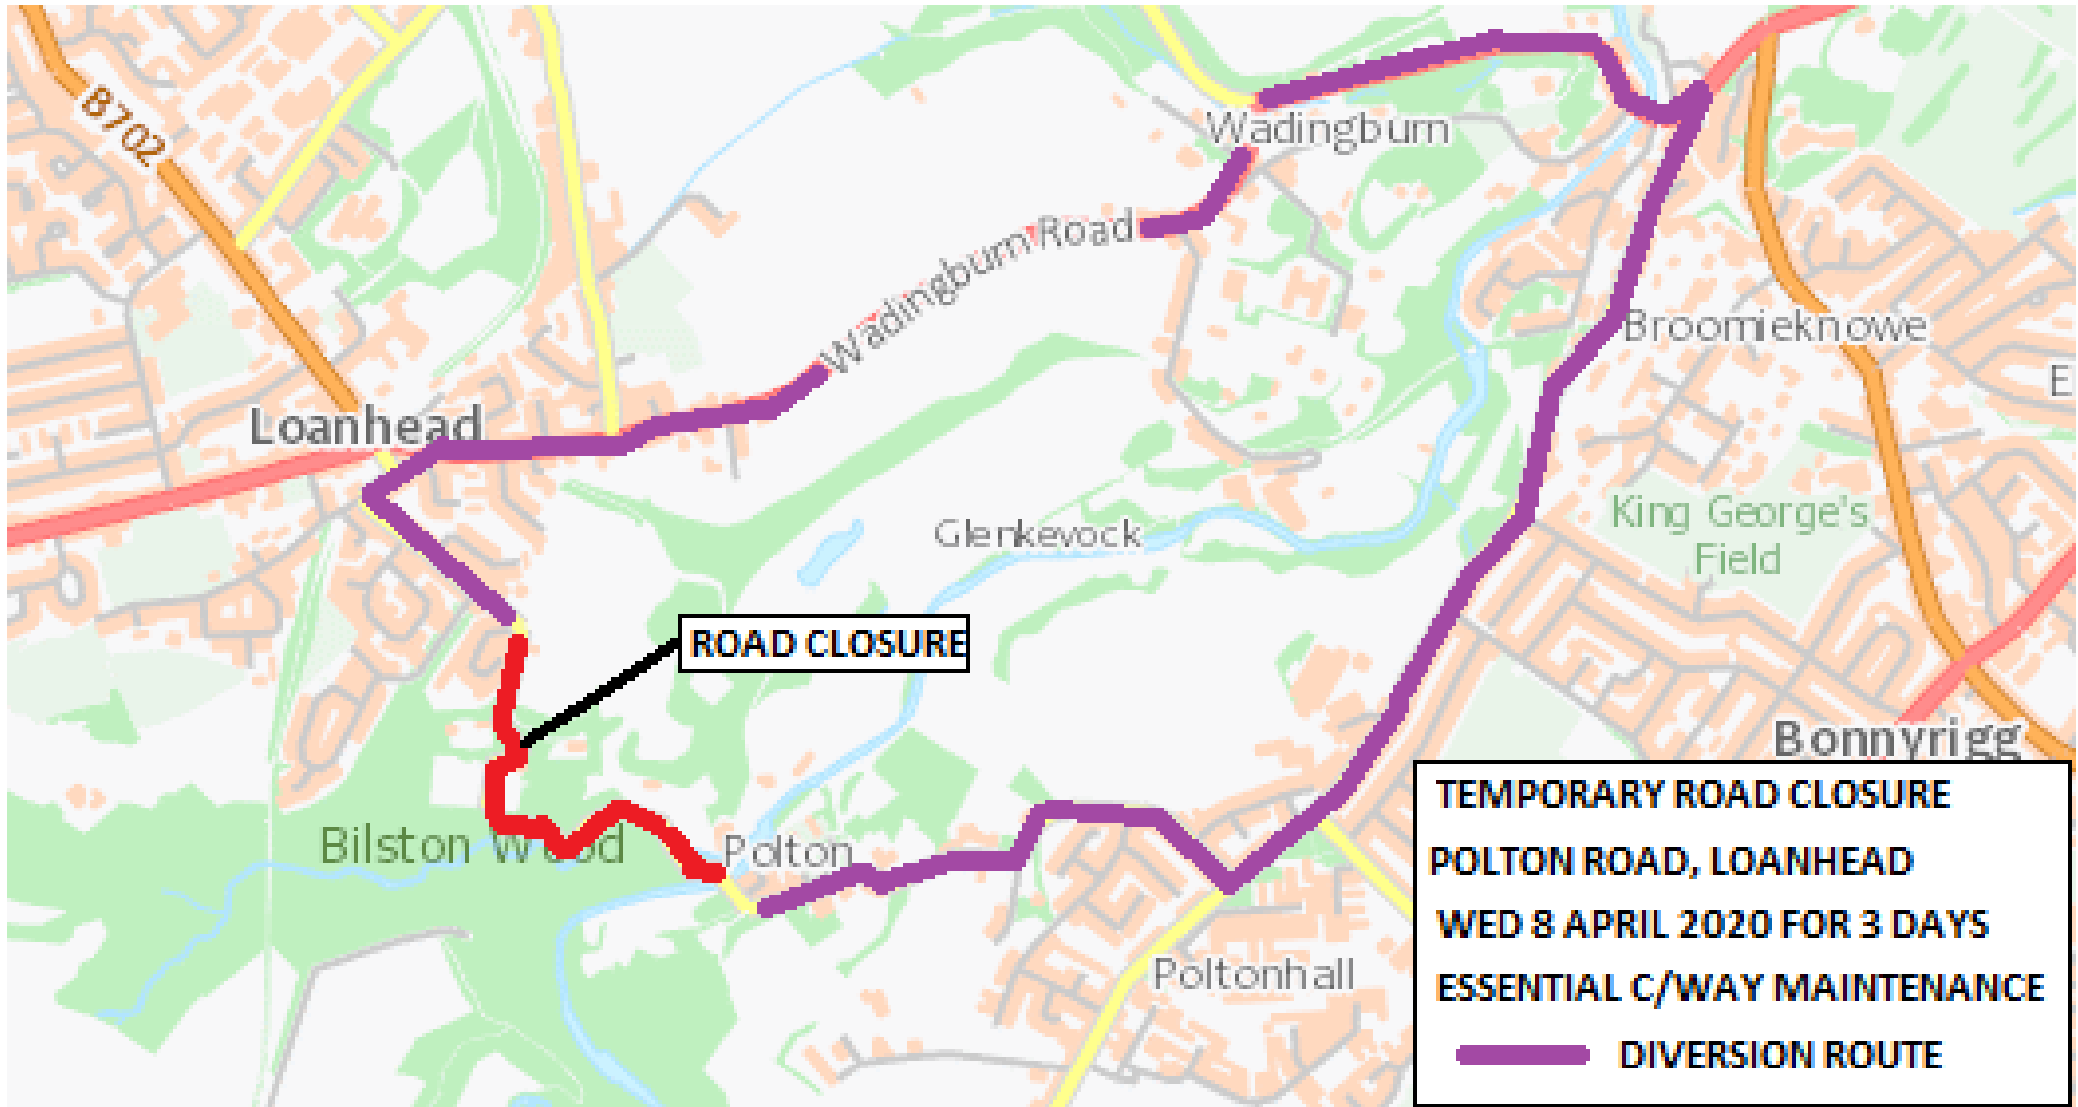 B702
Wadingburn
Wadingburn Road
Broomieknowe
E
Loanhead
King George's
Field
Glenkevock
ROAD CLOSURE
Bonnyrigg
Bilston Wood
Polton
Poltonhall
TEMPORARY ROAD CLOSURE
POLTON ROAD, LOANHEAD
WED 8 APRIL 2020 FOR 3 DAYS
ESSENTIAL C/WAY MAINTENANCE
DIVERSION ROUTE